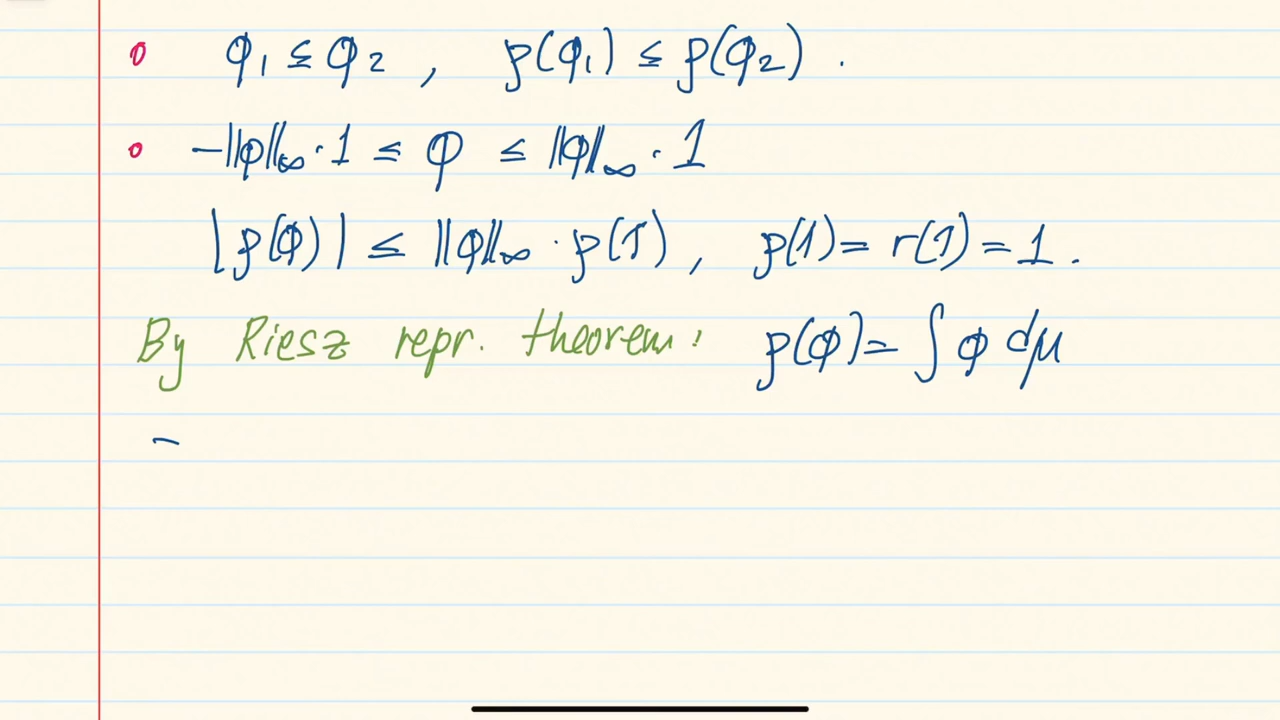 ∘ φ₁ ≤ φ₂ , ρ(φ₁) ≤ ρ(φ₂) .
∘ -‖φ‖∞ · 1 ≤ φ ≤ ‖φ‖∞ · 1
|ρ(φ)| ≤ ‖φ‖∞ · ρ(1) , ρ(1) = r(1) = 1 .
By Riesz repr. theorem : ρ(φ) = ∫ φ dμ